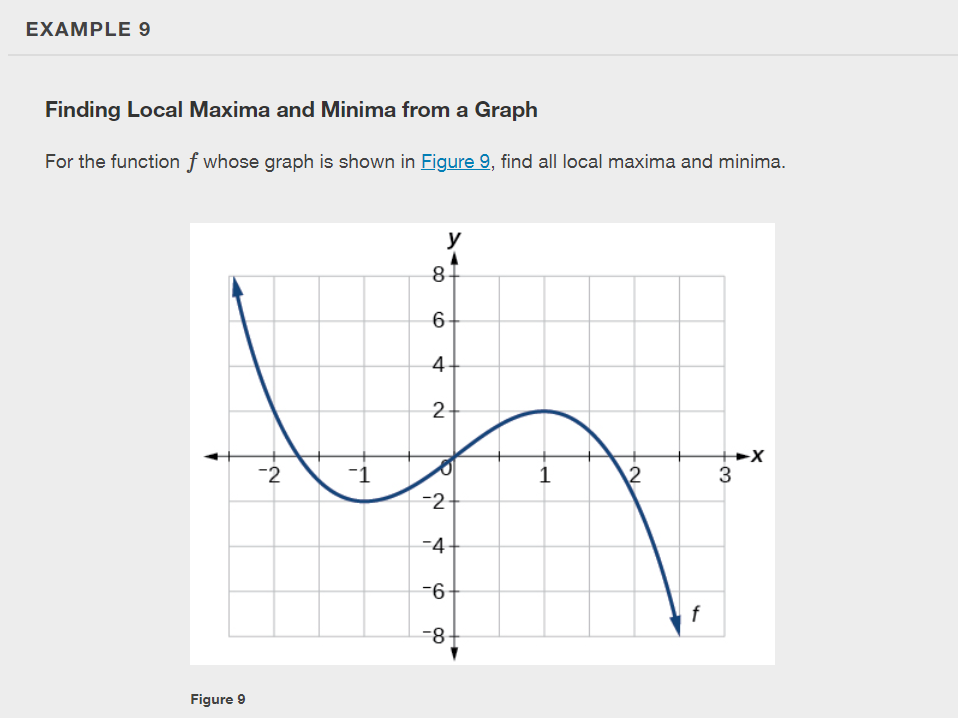 EXAMPLE 9
Finding Local Maxima and Minima from a Graph
For the function f whose graph is shown in Figure 9, find all local maxima and minima.
y
8
6
4
2
x
-2 -1 0 1 2 3
-2
-4
-6
f
-8
Figure 9